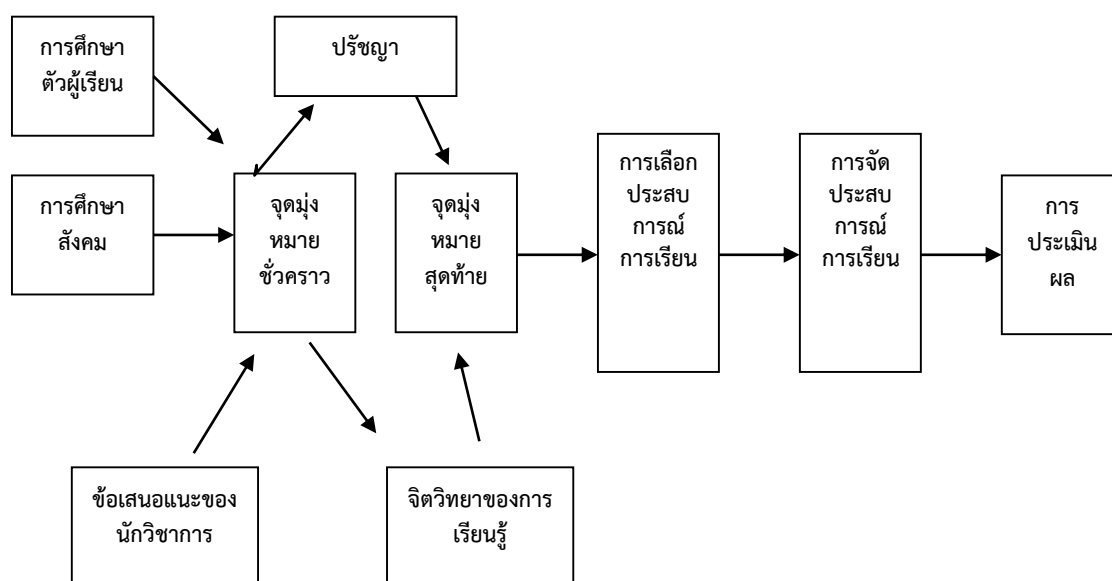 การศึกษา
ตัวผู้เรียน
ปรัชญา
การศึกษา
สังคม
จุดมุ่ง
หมาย
ชั่วคราว
จุดมุ่ง
หมาย
สุดท้าย
การเลือก
ประสบ
การณ์
การเรียน
การจัด
ประสบ
การณ์
การเรียน
การ
ประเมิน
ผล
ข้อเสนอแนะของ
นักวิชาการ
จิตวิทยาของการ
เรียนรู้